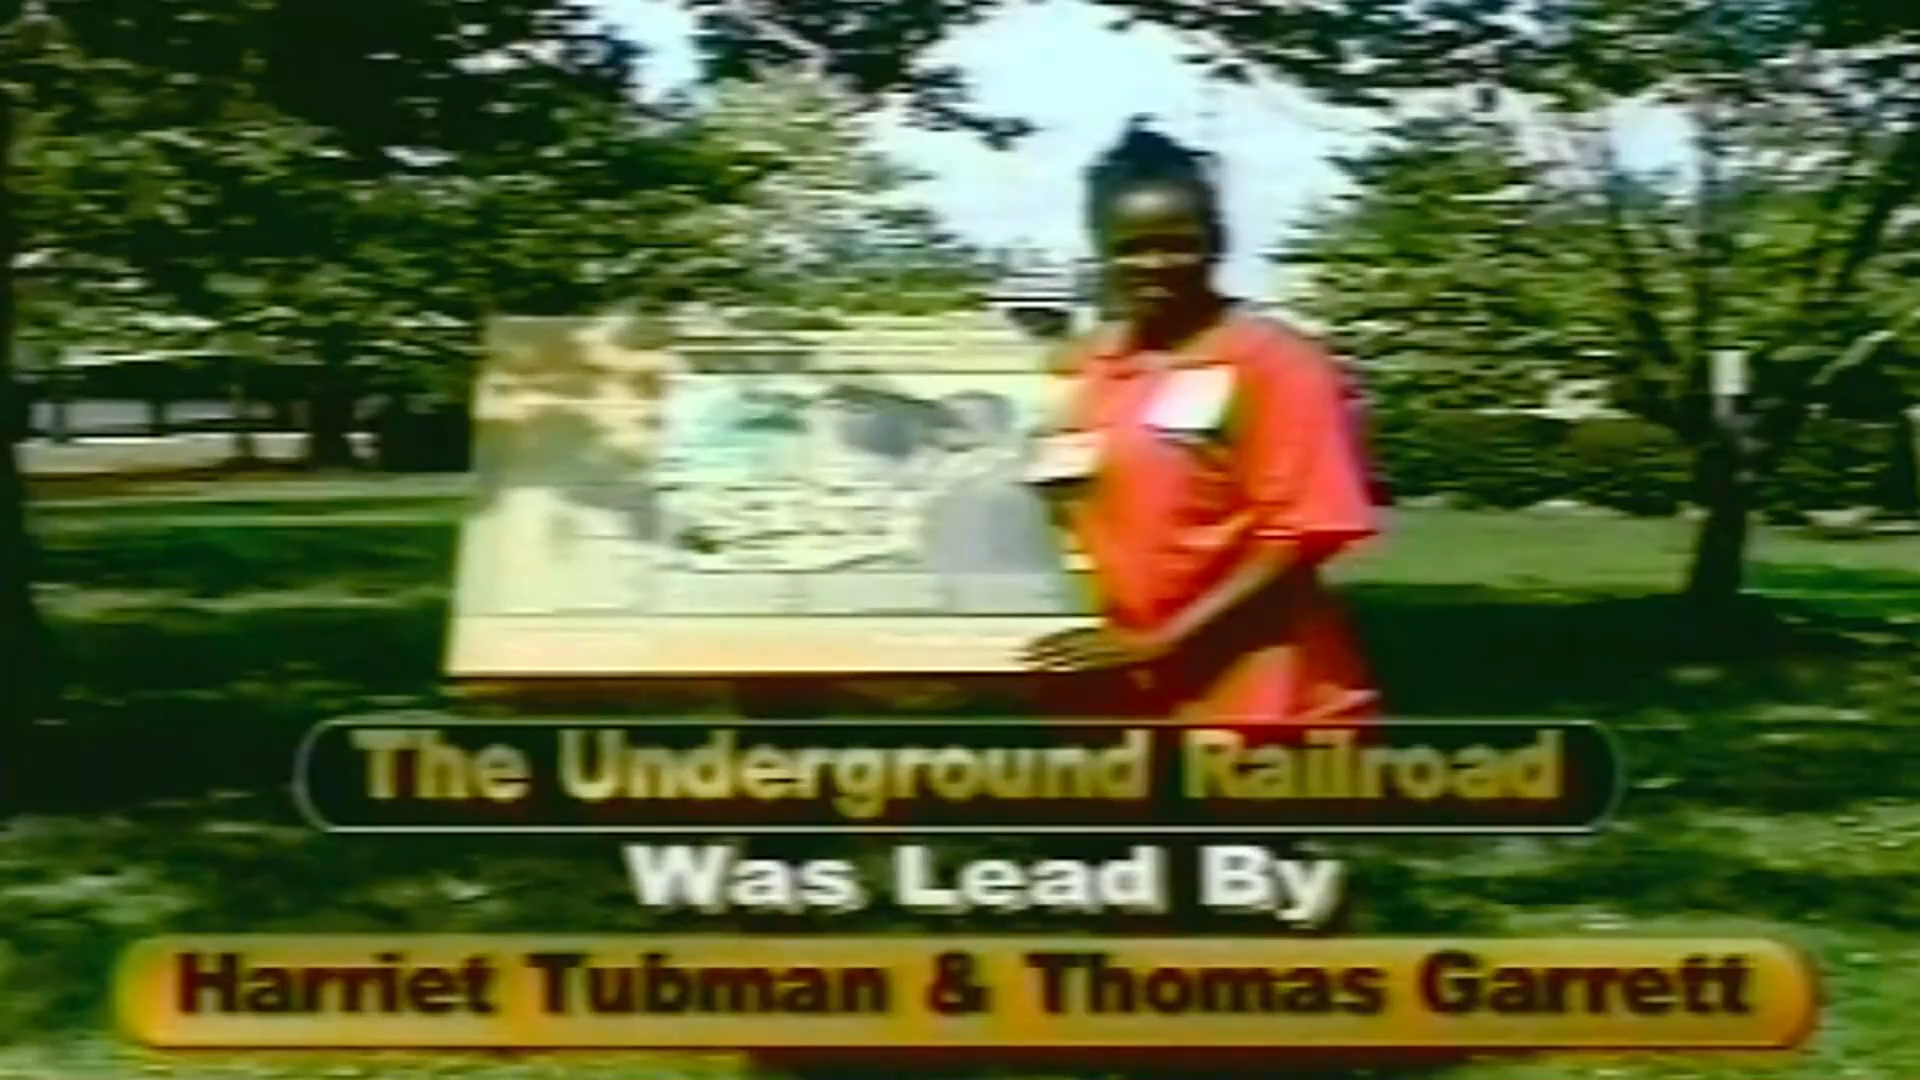 The Underground Railroad
Was Lead By
Harriet Tubman & Thomas Garrett